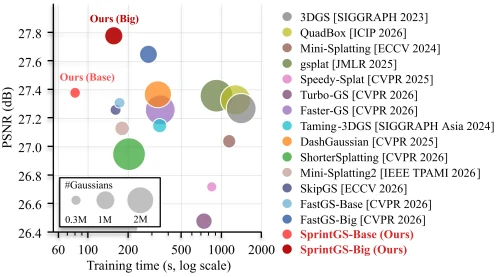 Ours (Big)
Ours (Base)
PSNR (dB)
27.8
27.6
27.4
27.2
27.0
26.8
26.6
26.4
#Gaussians
0.3M 1M 2M
60 100 200 500 1000 2000
Training time (s, log scale)
3DGS [SIGGRAPH 2023]
QuadBox [ICIP 2026]
Mini-Splatting [ECCV 2024]
gsplat [JMLR 2025]
Speedy-Splat [CVPR 2025]
Turbo-GS [CVPR 2026]
Faster-GS [CVPR 2026]
Taming-3DGS [SIGGRAPH Asia 2024]
DashGaussian [CVPR 2025]
ShorterSplatting [CVPR 2026]
Mini-Splatting2 [IEEE TPAMI 2026]
SkipGS [ECCV 2026]
FastGS-Base [CVPR 2026]
FastGS-Big [CVPR 2026]
SprintGS-Base (Ours)
SprintGS-Big (Ours)